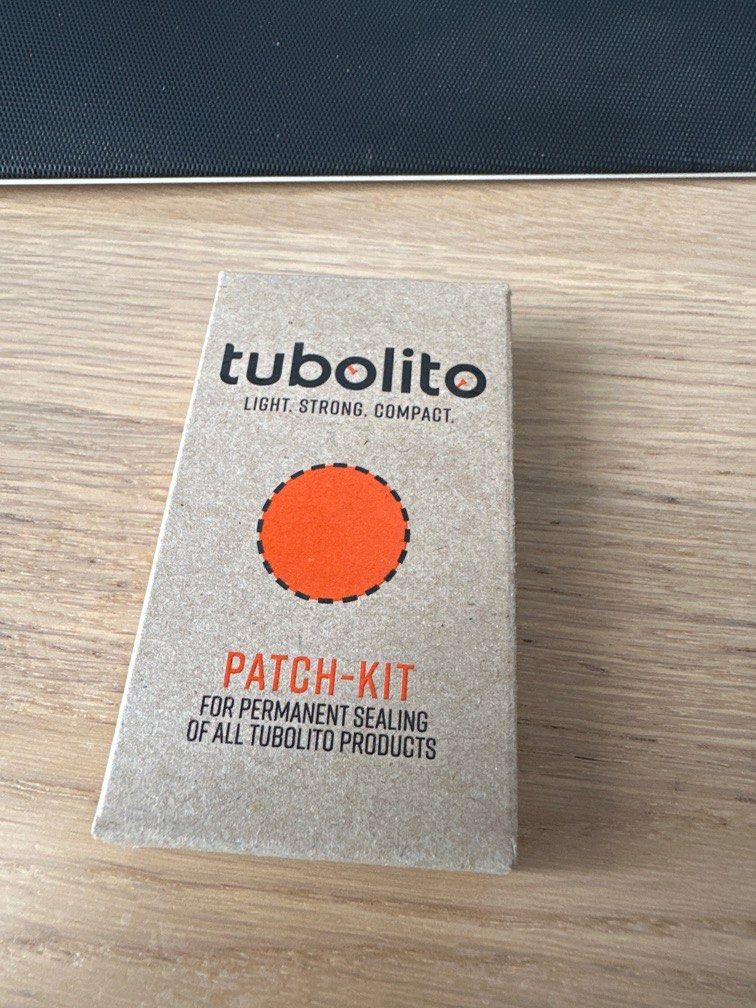 tubolito
LIGHT. STRONG. COMPACT.
PATCH-KIT
FOR PERMANENT SEALING
OF ALL TUBOLITO PRODUCTS